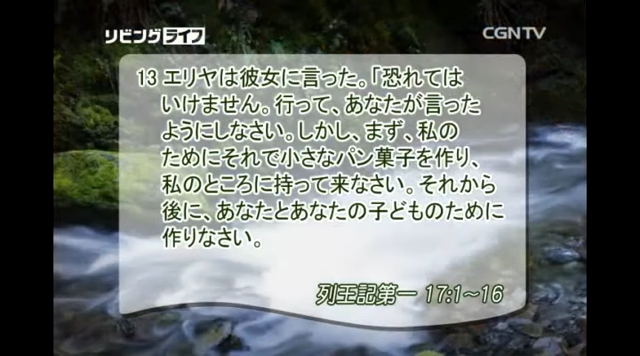 リビングライフ
CGNTV
13 エリヤは彼女に言った。「恐れては
いけません。行って、あなたが言った
ようにしなさい。しかし、まず、私の
ためにそれで小さなパン菓子を作り、
私のところに持って来なさい。それから
後に、あなたとあなたの子どものために
作りなさい。
列王記第一 17:1～16